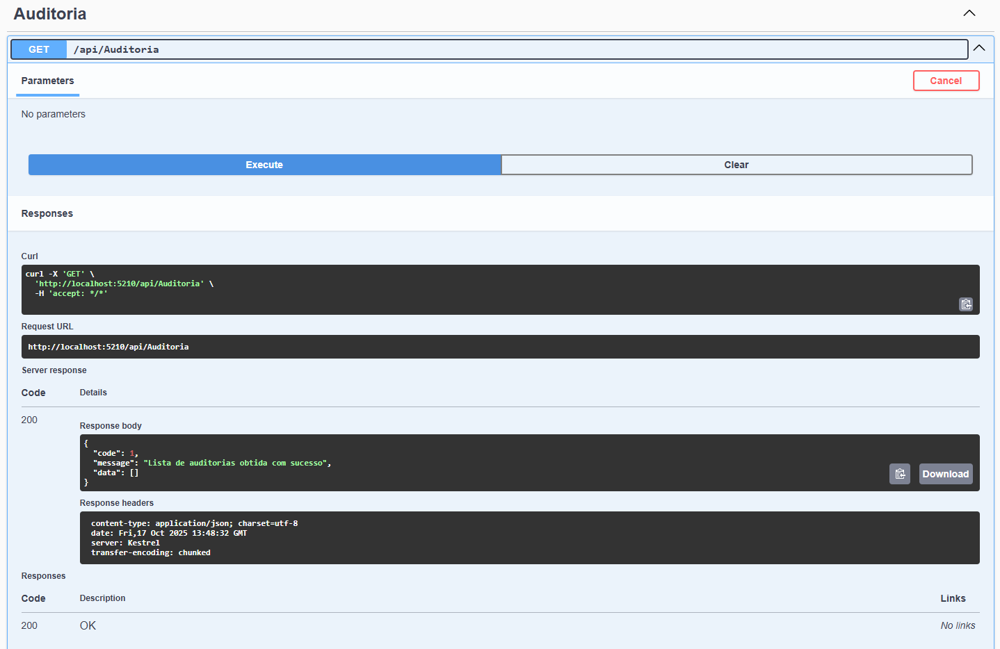 Auditoria
GET /api/Auditoria
Parameters
Cancel
No parameters
Execute
Clear
Responses
Curl
curl -X 'GET' \
  'http://localhost:5210/api/Auditoria' \
  -H 'accept: */*'
Request URL
http://localhost:5210/api/Auditoria
Server response
Code Details
200
Response body
{
  "code": 1,
  "message": "Lista de auditorias obtida com sucesso",
  "data": []
}
Download
Response headers
content-type: application/json; charset=utf-8
date: Fri,17 Oct 2025 13:48:32 GMT
server: Kestrel
transfer-encoding: chunked
Responses
Code Description Links
200 OK No links